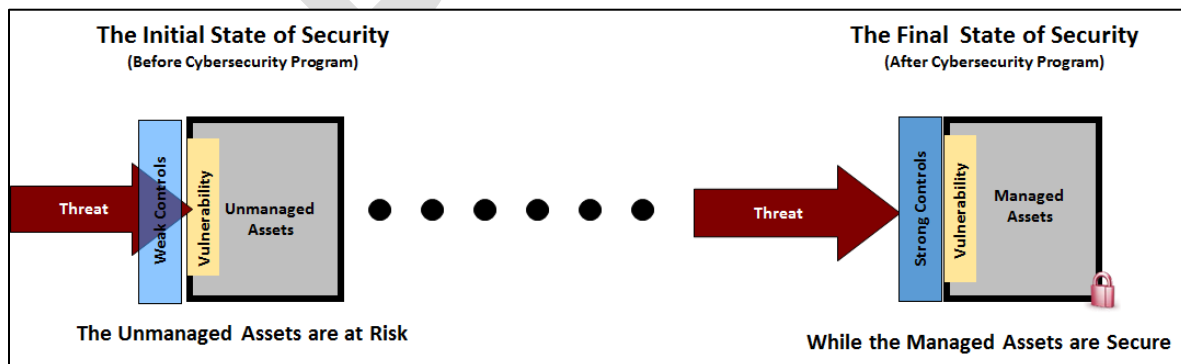 The Initial State of Security
(Before Cybersecurity Program)
Threat
Weak Controls
Vulnerability
Unmanaged
Assets
The Unmanaged Assets are at Risk
The Final State of Security
(After Cybersecurity Program)
Threat
Strong Controls
Vulnerability
Managed
Assets
While the Managed Assets are Secure